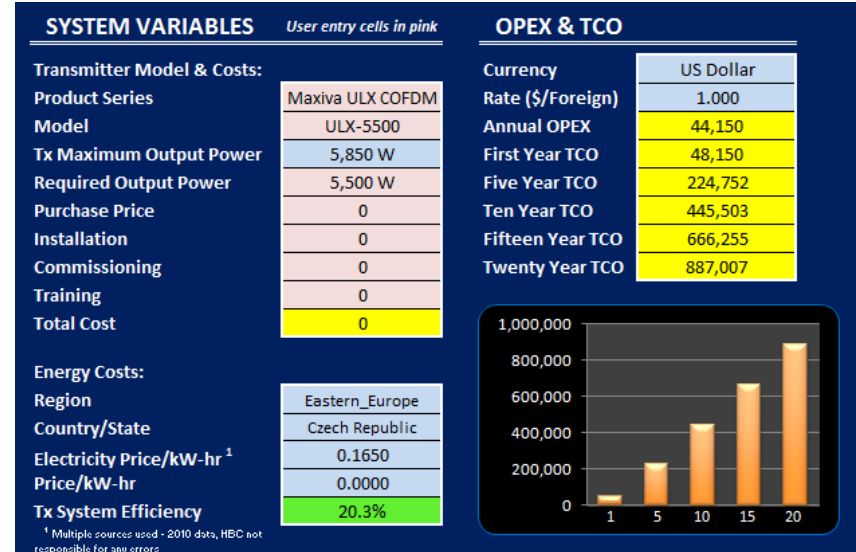 SYSTEM VARIABLES User entry cells in pink
Transmitter Model & Costs:
Product Series Maxiva ULX COFDM
Model ULX-5500
Tx Maximum Output Power 5,850 W
Required Output Power 5,500 W
Purchase Price 0
Installation 0
Commissioning 0
Training 0
Total Cost 0
Energy Costs:
Region Eastern_Europe
Country/State Czech Republic
Electricity Price/kW-hr 1 0.1650
Price/kW-hr 0.0000
Tx System Efficiency 20.3%
1 Multiple sources used - 2010 data, HBC not
responsible for any errors
OPEX & TCO
Currency US Dollar
Rate ($/Foreign) 1.000
Annual OPEX 44,150
First Year TCO 48,150
Five Year TCO 224,752
Ten Year TCO 445,503
Fifteen Year TCO 666,255
Twenty Year TCO 887,007
1,000,000
800,000
600,000
400,000
200,000
0
1 5 10 15 20